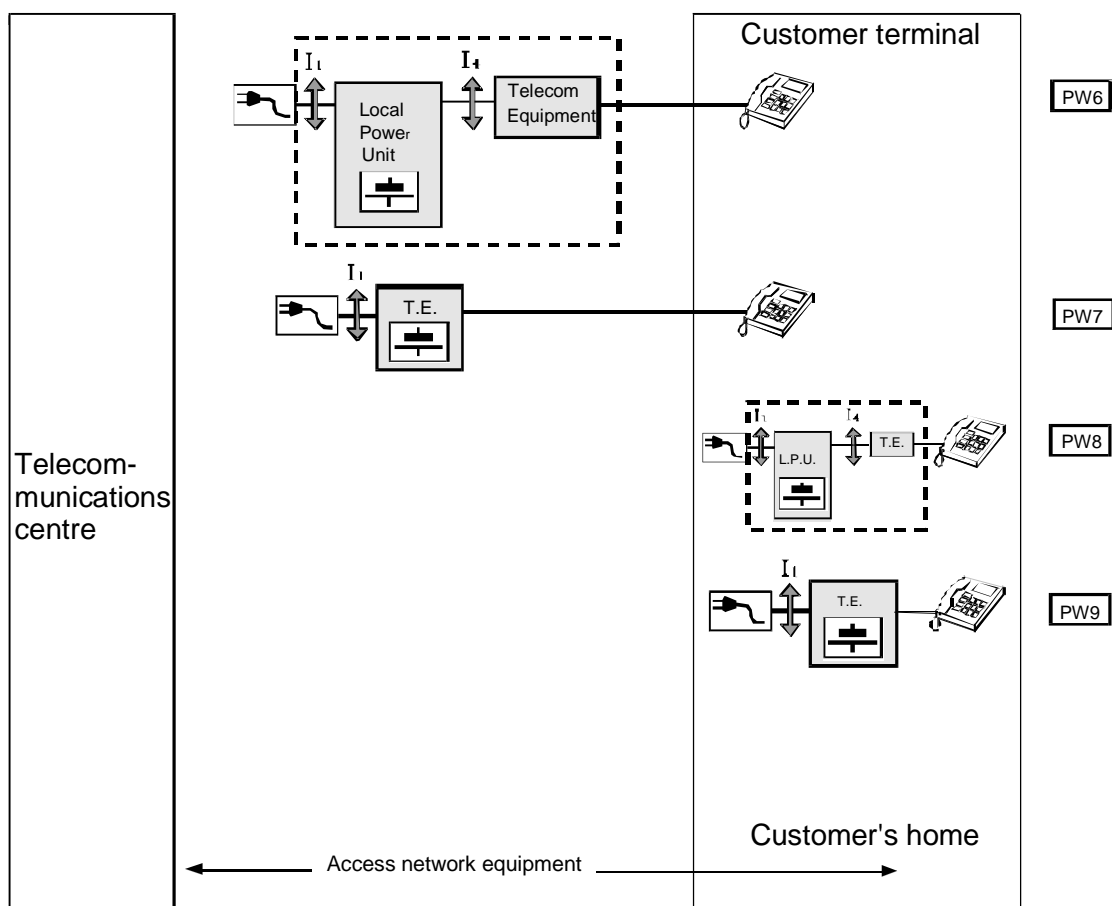 Customer terminal
I₁
I₄
Telecom
Equipment
Local
Power
Unit
PW6
I₁
T.E.
PW7
I₁
I₄
T.E.
L.P.U.
PW8
Telecom-
munications
centre
I₁
T.E.
PW9
Customer's home
Access network equipment